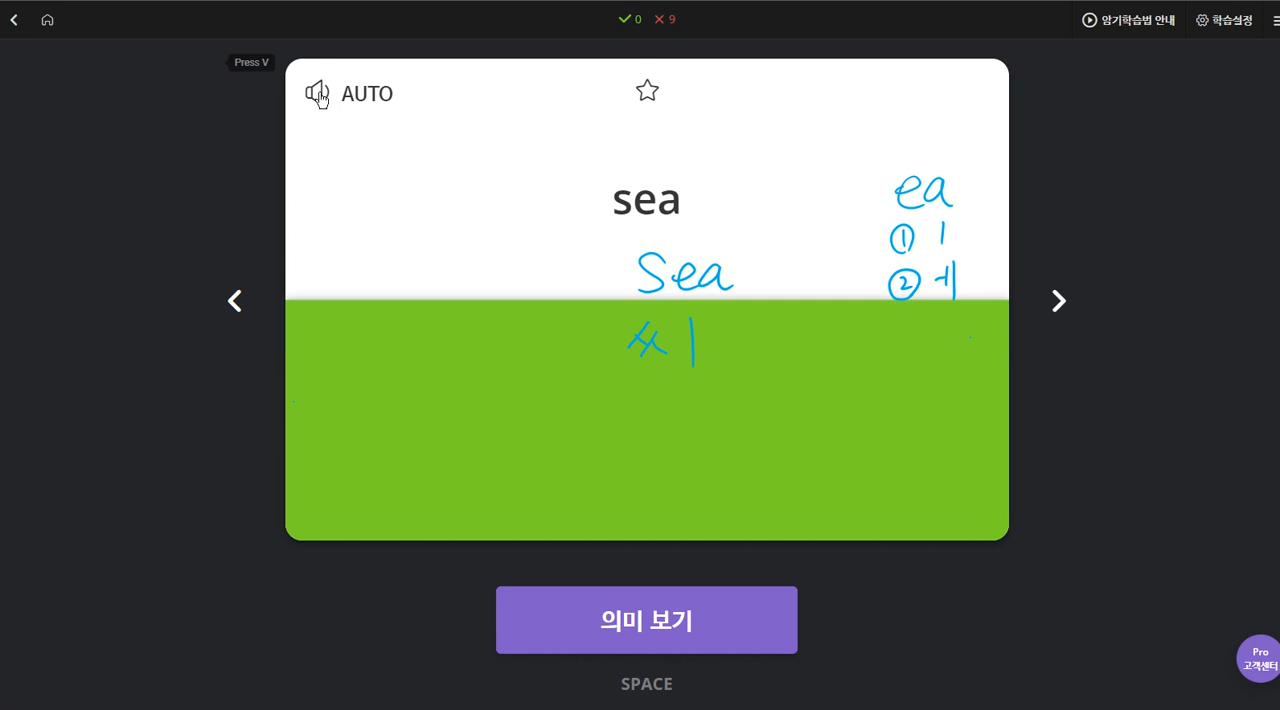 0 9 암기학습법 안내 학습설정
Press V
AUTO
sea
ea
① ㅣ
Sea
② ㅔ
ㅆ ㅣ
의미 보기
SPACE
Pro
고객센터